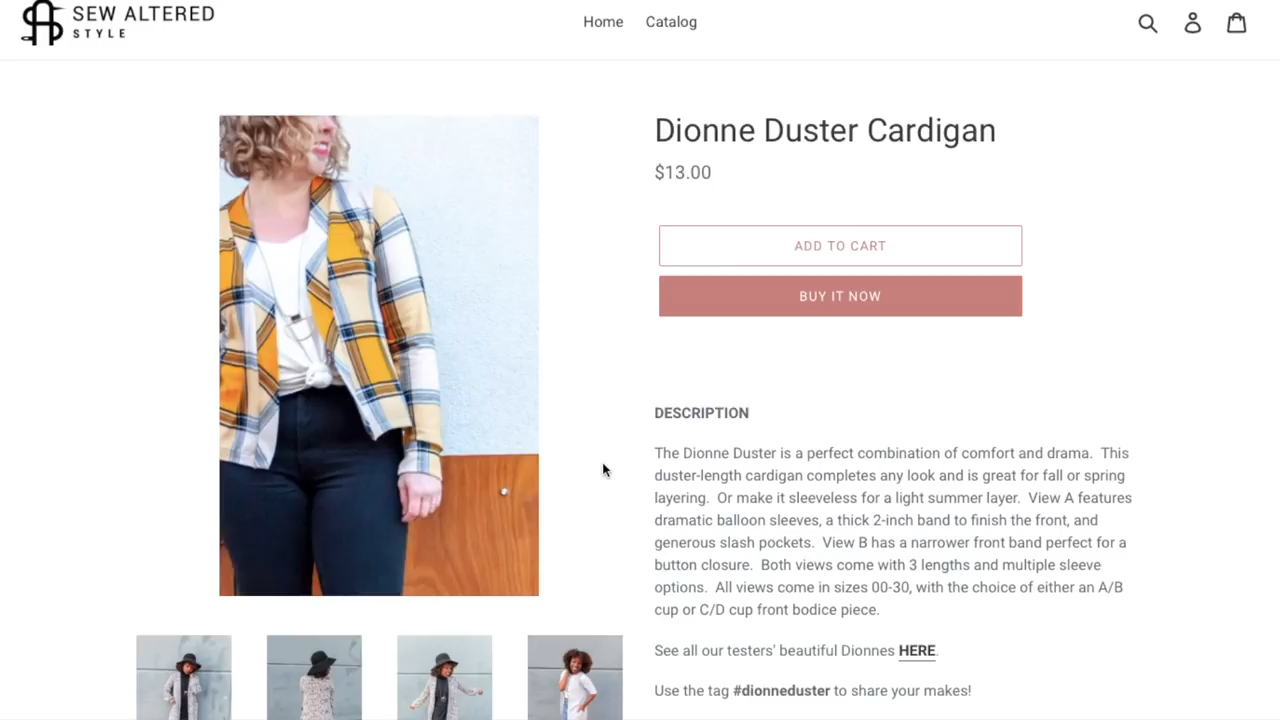 SEW ALTERED
STYLE
Home Catalog
Dionne Duster Cardigan
$13.00
ADD TO CART
BUY IT NOW
DESCRIPTION
The Dionne Duster is a perfect combination of comfort and drama. This
duster-length cardigan completes any look and is great for fall or spring
layering. Or make it sleeveless for a light summer layer. View A features
dramatic balloon sleeves, a thick 2-inch band to finish the front, and
generous slash pockets. View B has a narrower front band perfect for a
button closure. Both views come with 3 lengths and multiple sleeve
options. All views come in sizes 00-30, with the choice of either an A/B
cup or C/D cup front bodice piece.
See all our testers' beautiful Dionnes HERE.
Use the tag #dionneduster to share your makes!